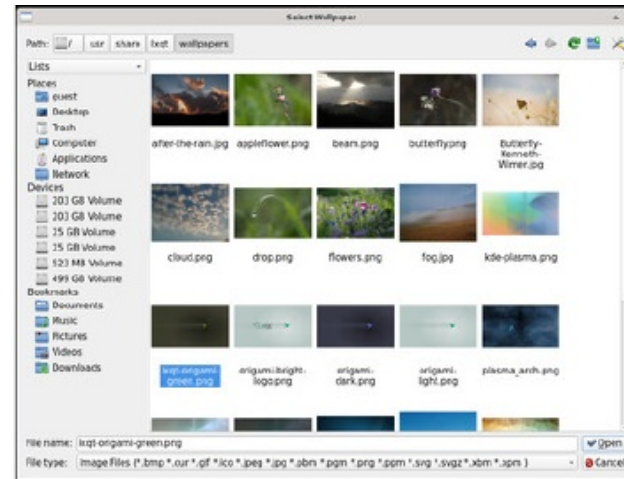 Select Wallpaper
Path: / usr share lxqt wallpapers
Lists
Places
guest
Desktop
Trash
Computer
Applications
Network
Devices
203 GB Volume
203 GB Volume
25 GB Volume
25 GB Volume
523 MB Volume
499 GB Volume
Bookmarks
Documents
Music
Pictures
Videos
Downloads
after-the-rain.jpg appleflower.png beam.png butterfly.png Butterfly-
Kenneth-
Wimer.jpg
cloud.png drop.png flowers.png fog.jpg kde-plasma.png
lxqt-origami- origami-bright- origami- origami- plasma_arch.png
green.png logo.png dark.png light.png
File name: lxqt-origami-green.png
Open
File type: Image Files (*.bmp *.cur *.gif *.ico *.jpeg *.jpg *.pbm *.pgm *.png *.ppm *.svg *.svgz *.xbm *.xpm )
Cancel